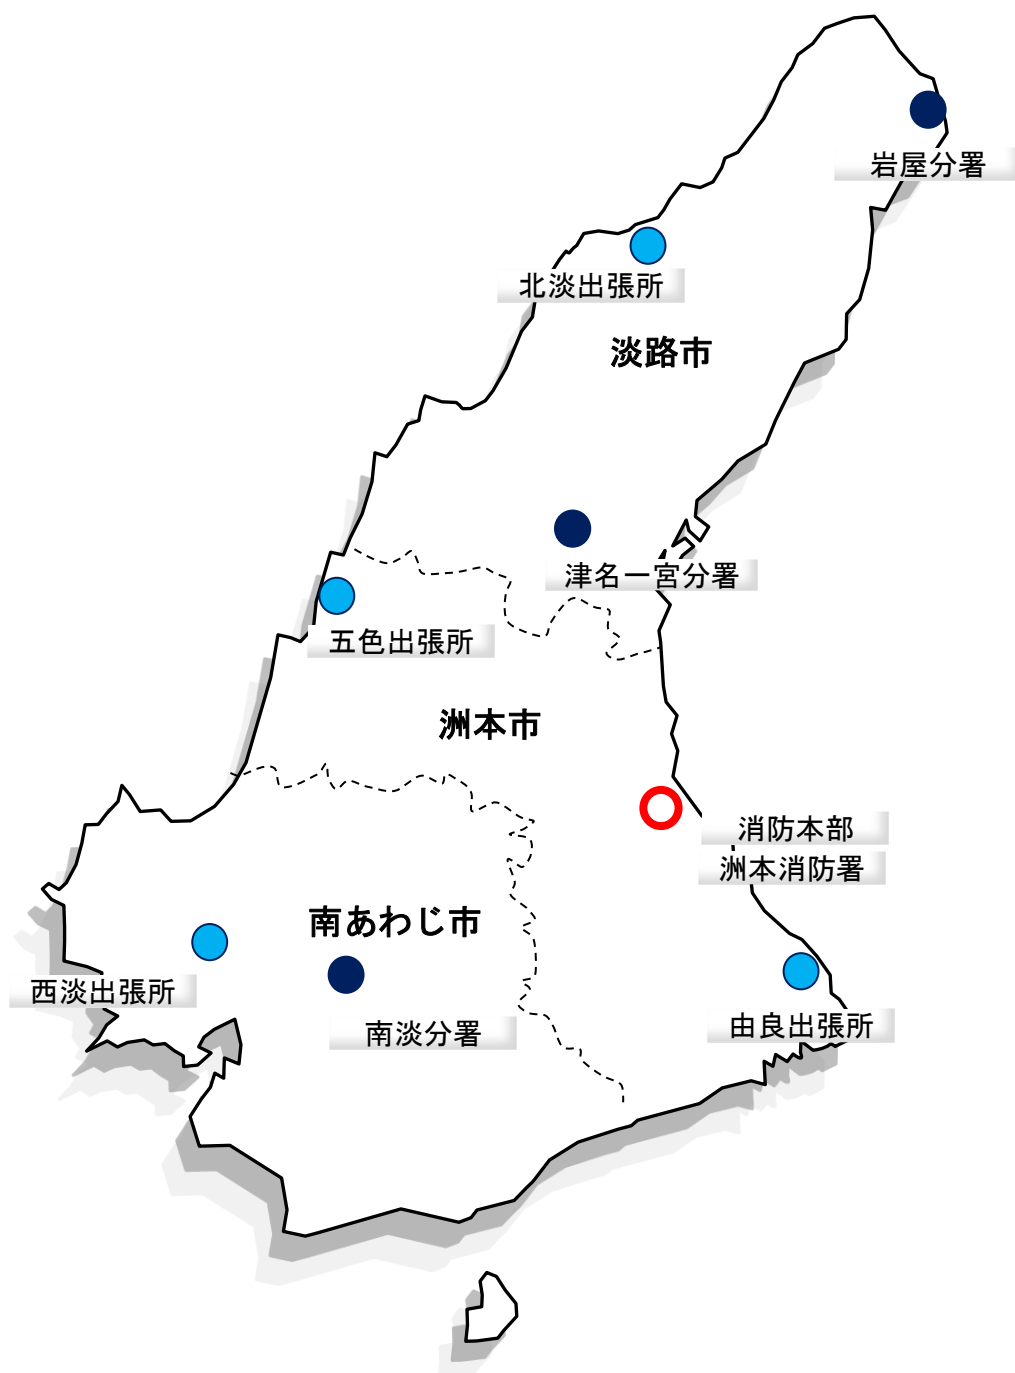 岩屋分署
北淡出張所
淡路市
津名一宮分署
五色出張所
洲本市
消防本部
洲本消防署
南あわじ市
西淡出張所
南淡分署
由良出張所